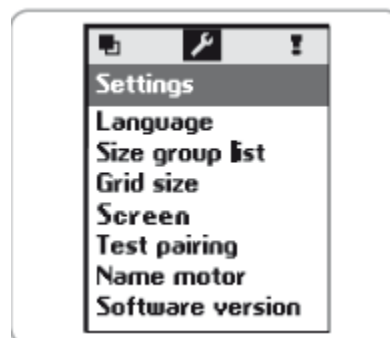 Settings
Language
Size group list
Grid size
Screen
Test pairing
Name motor
Software version